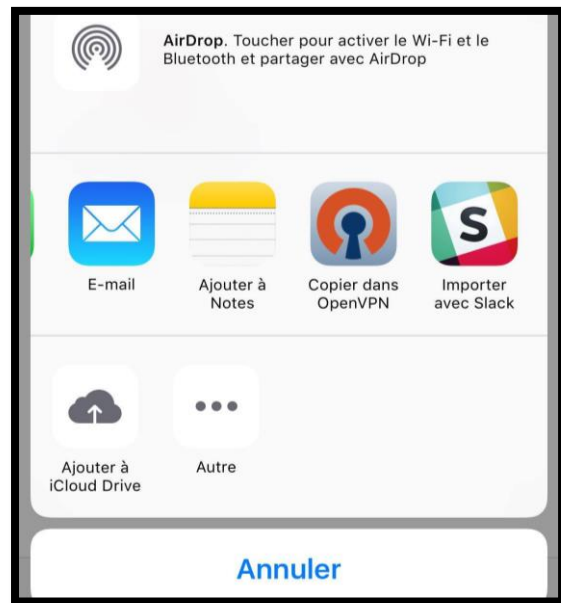 AirDrop. Toucher pour activer le Wi-Fi et le
Bluetooth et partager avec AirDrop
E-mail
Ajouter à
Notes
Copier dans
OpenVPN
S
Importer
avec Slack
Ajouter à
iCloud Drive
Autre
Annuler